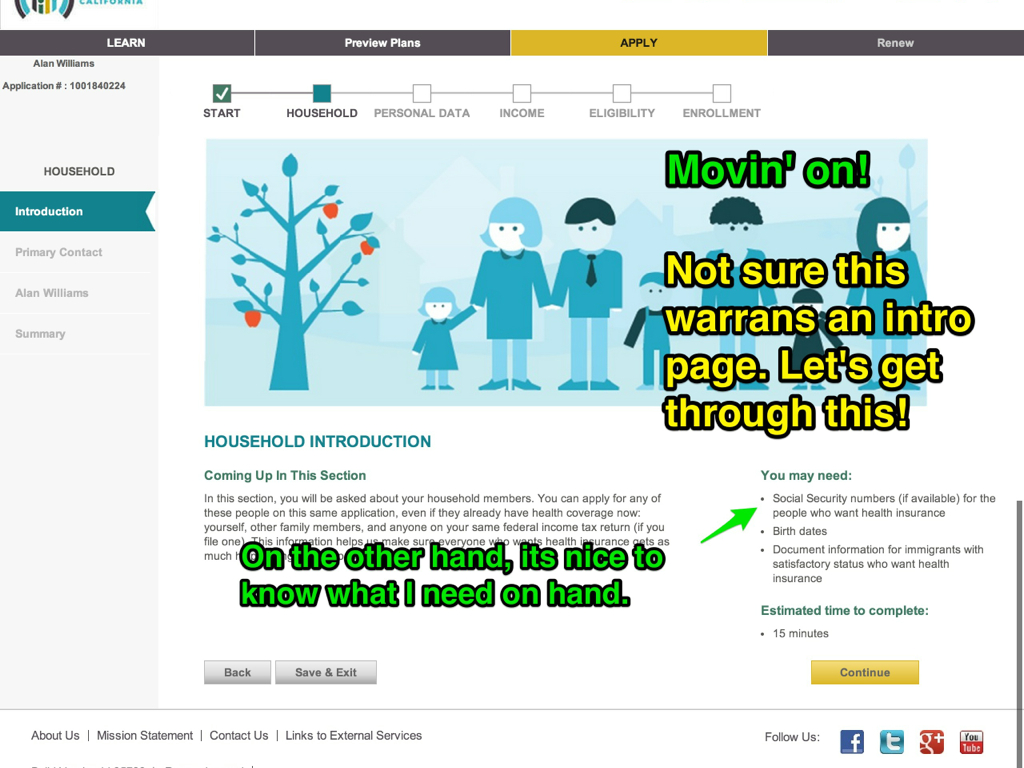 CALIFORNIA
LEARN
Preview Plans
APPLY
Renew
Alan Williams
Application # : 1001840224
START
HOUSEHOLD
PERSONAL DATA
INCOME
ELIGIBILITY
ENROLLMENT
HOUSEHOLD
Introduction
Primary Contact
Alan Williams
Summary
Movin' on!
Not sure this
warrans an intro
page. Let's get
through this!
HOUSEHOLD INTRODUCTION
Coming Up In This Section
In this section, you will be asked about your household members. You can apply for any of
these people on this same application, even if they already have health coverage now:
yourself, other family members, and anyone on your same federal income tax return (if you
file one). This information helps us make sure everyone who wants health insurance gets as
much
On the other hand, its nice to
know what I need on hand.
You may need:
• Social Security numbers (if available) for the
people who want health insurance
• Birth dates
• Document information for immigrants with
satisfactory status who want health
insurance
Estimated time to complete:
• 15 minutes
Back
Save & Exit
Continue
About Us | Mission Statement | Contact Us | Links to External Services
Follow Us:
f
t
g+
You
Tube